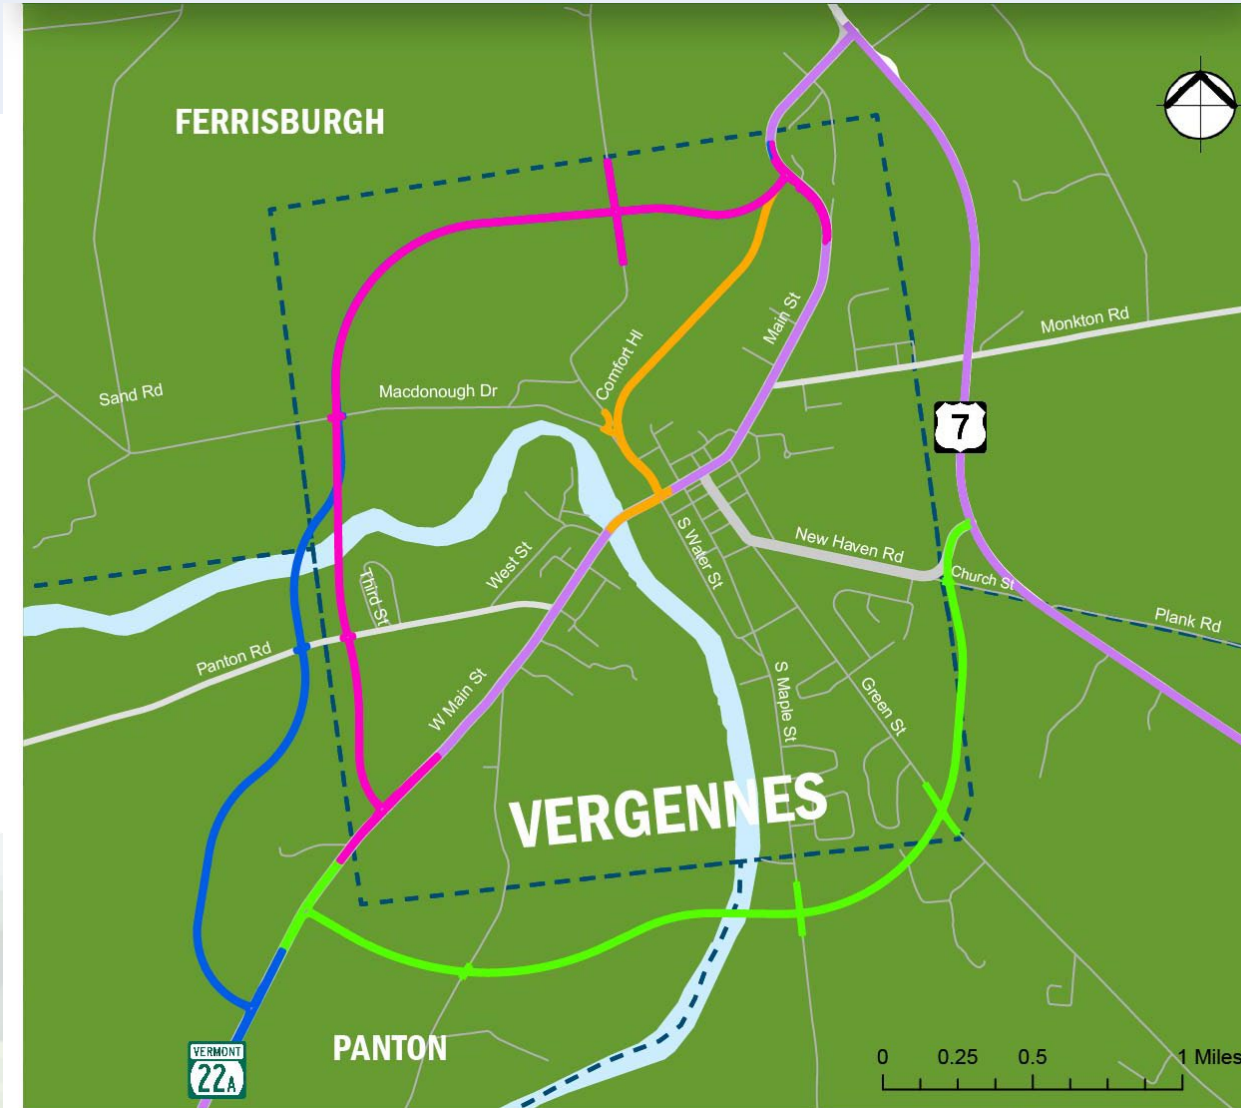 FERRISBURGH
Main St
Monkton Rd
Comfort Hl
Sand Rd
Macdonough Dr
7
S Water St
New Haven Rd
West St
Third St
Church St
Plank Rd
Panton Rd
W Main St
S Maple St
Green St
VERGENNES
PANTON
VERMONT
22A
0 0.25 0.5 1 Miles